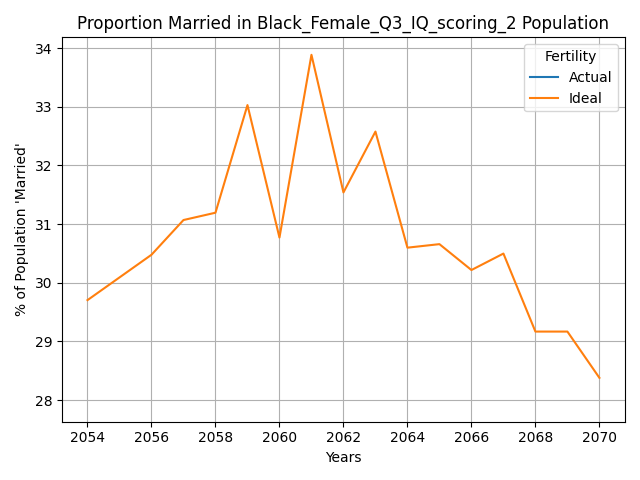 Proportion Married in Black_Female_Q3_IQ_scoring_2 Population
Fertility
Actual
Ideal
% of Population 'Married'
34
33
32
31
30
29
28
2054 2056 2058 2060 2062 2064 2066 2068 2070
Years